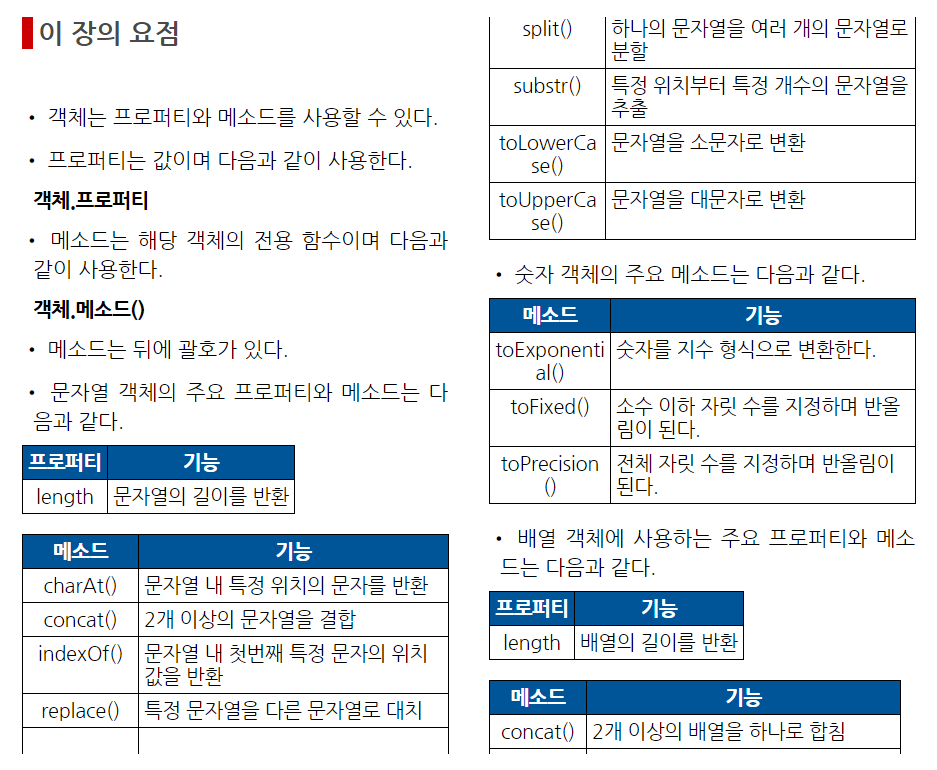 이 장의 요점
• 객체는 프로퍼티와 메소드를 사용할 수 있다.
• 프로퍼티는 값이며 다음과 같이 사용한다.
객체.프로퍼티
• 메소드는 해당 객체의 전용 함수이며 다음과
같이 사용한다.
객체.메소드()
• 메소드는 뒤에 괄호가 있다.
• 문자열 객체의 주요 프로퍼티와 메소드는 다
음과 같다.
프로퍼티 기능
length 문자열의 길이를 반환
메소드 기능
charAt() 문자열 내 특정 위치의 문자를 반환
concat() 2개 이상의 문자열을 결합
indexOf() 문자열 내 첫번째 특정 문자의 위치
값을 반환
replace() 특정 문자열을 다른 문자열로 대치
split() 하나의 문자열을 여러 개의 문자열로
분할
substr() 특정 위치부터 특정 개수의 문자열을
추출
toLowerCa 문자열을 소문자로 변환
se()
toUpperCa 문자열을 대문자로 변환
se()
• 숫자 객체의 주요 메소드는 다음과 같다.
메소드 기능
toExponenti 숫자를 지수 형식으로 변환한다.
al()
toFixed() 소수 이하 자릿 수를 지정하며 반올
림이 된다.
toPrecision 전체 자릿 수를 지정하며 반올림이
() 된다.
• 배열 객체에 사용하는 주요 프로퍼티와 메소
드는 다음과 같다.
프로퍼티 기능
length 배열의 길이를 반환
메소드 기능
concat() 2개 이상의 배열을 하나로 합침